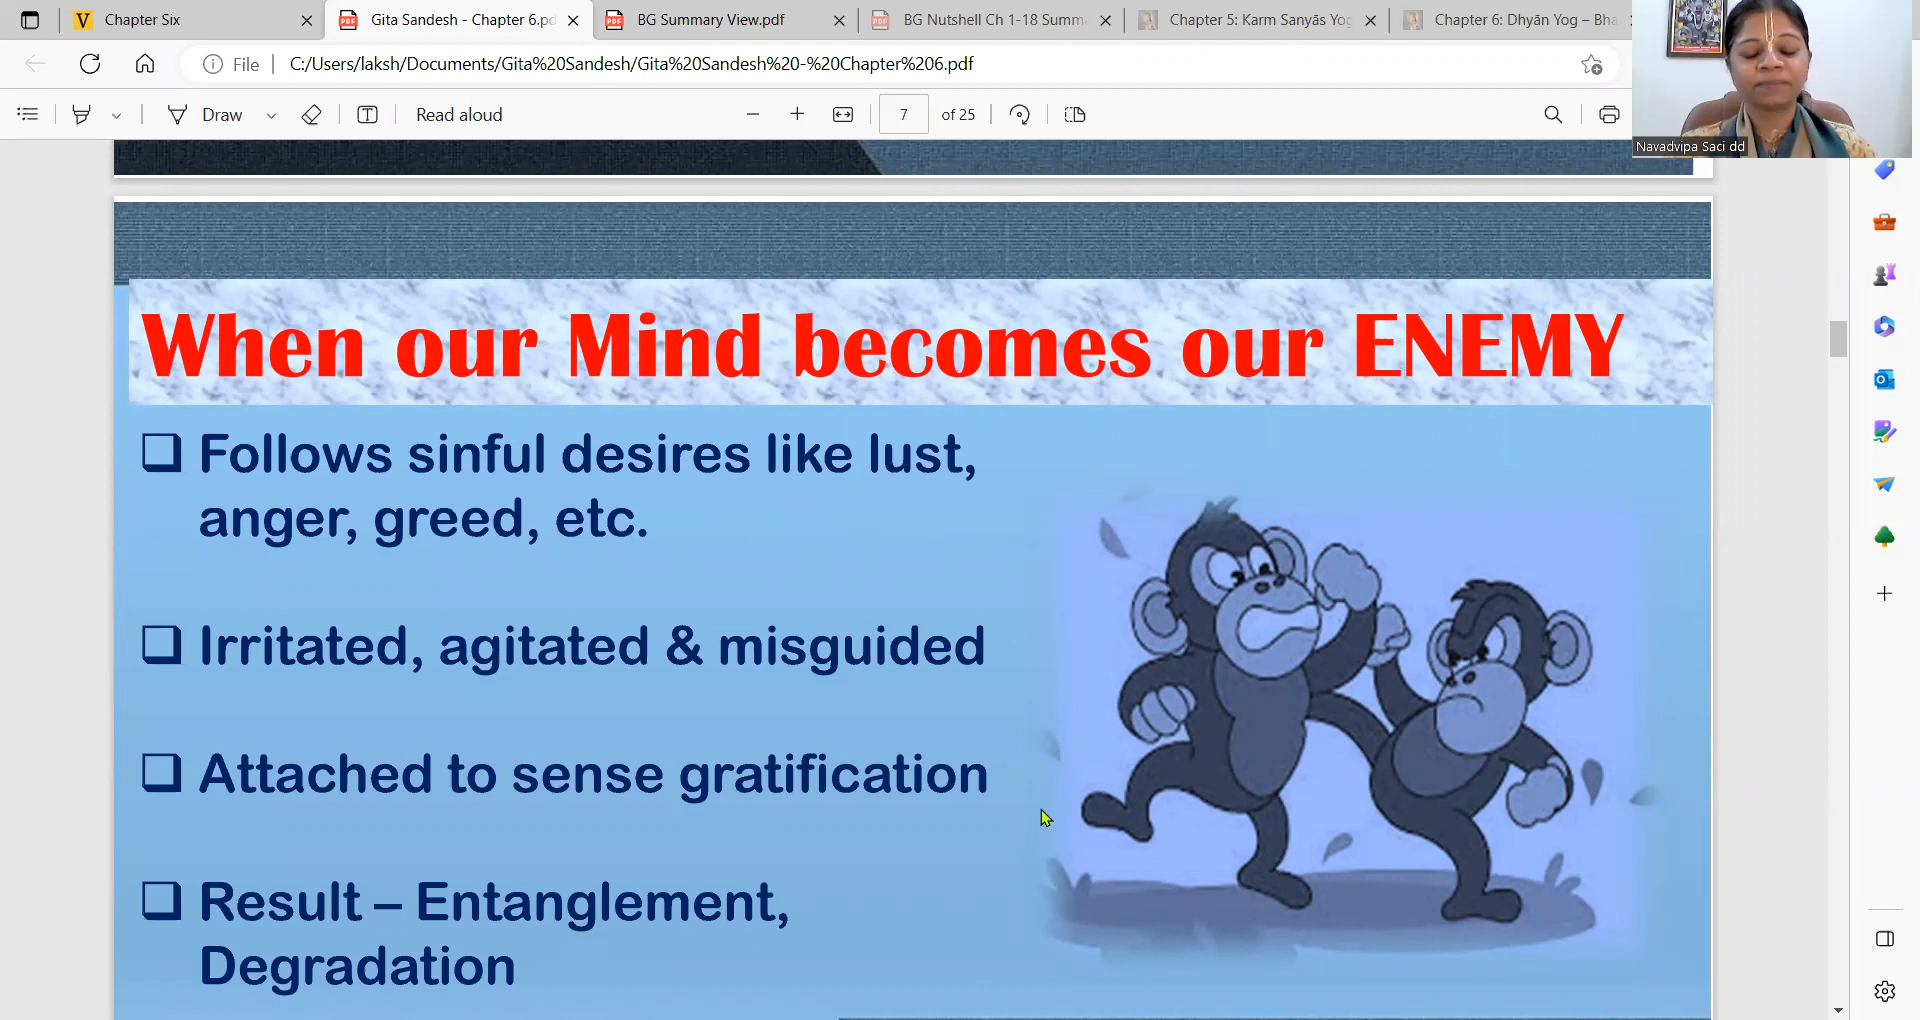 Chapter Six
Gita Sandesh - Chapter 6.pd
BG Summary View.pdf
BG Nutshell Ch 1-18 Summ
Chapter 5: Karm Sanyās Yog
Chapter 6: Dhyān Yog – Bha
File
C:/Users/laksh/Documents/Gita%20Sandesh/Gita%20Sandesh%20-%20Chapter%206.pdf
Draw
Read aloud
7 of 25
Navadvipa Saci dd
When our Mind becomes our ENEMY
Follows sinful desires like lust,
anger, greed, etc.
Irritated, agitated & misguided
Attached to sense gratification
Result – Entanglement,
Degradation